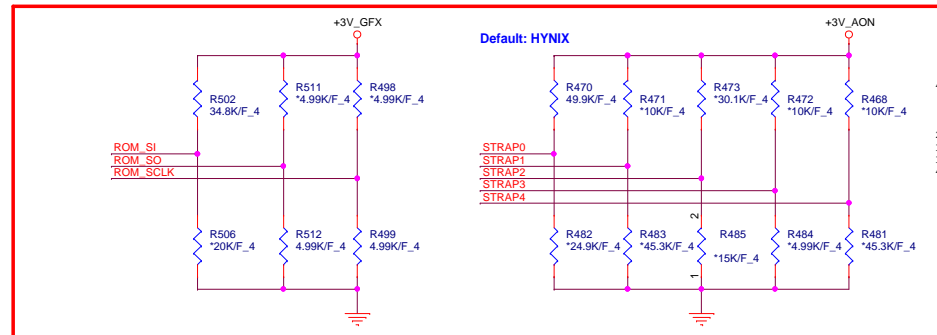 +3V_GFX
+3V_AON
Default: HYNIX
R502
34.8K/F_4
R511
*4.99K/F_4
R498
*4.99K/F_4
R470
49.9K/F_4
R471
*10K/F_4
R473
*30.1K/F_4
R472
*10K/F_4
R468
*10K/F_4
ROM_SI
ROM_SO
ROM_SCLK
STRAP0
STRAP1
STRAP2
STRAP3
STRAP4
R506
*20K/F_4
R512
4.99K/F_4
R499
4.99K/F_4
R482
*24.9K/F_4
R483
*45.3K/F_4
2
R485
*15K/F_4
1
R484
*4.99K/F_4
R481
*45.3K/F_4